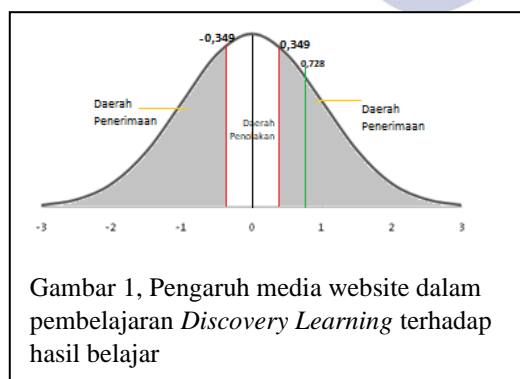 -0,349
0,349
0,728
Daerah
Penerimaan
Daerah
Penolakan
Daerah
Penerimaan
-3
-2
-1
0
1
2
3
Gambar 1, Pengaruh media website dalam
pembelajaran Discovery Learning terhadap
hasil belajar